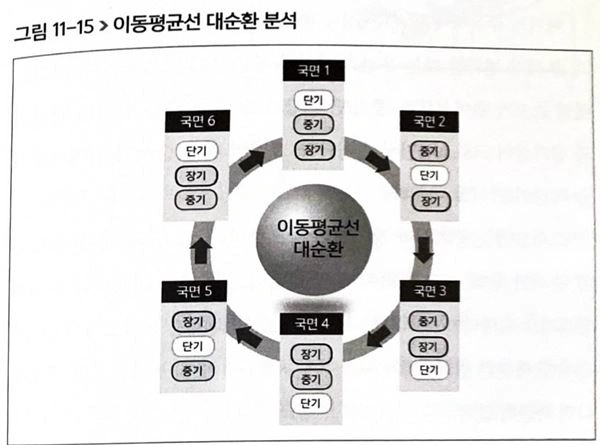 그림 11-15 > 이동평균선 대순환 분석
국면 1
단기
중기
장기
국면 2
중기
단기
장기
국면 3
중기
장기
단기
국면 4
장기
중기
단기
국면 5
장기
단기
중기
국면 6
단기
장기
중기
이동평균선
대순환